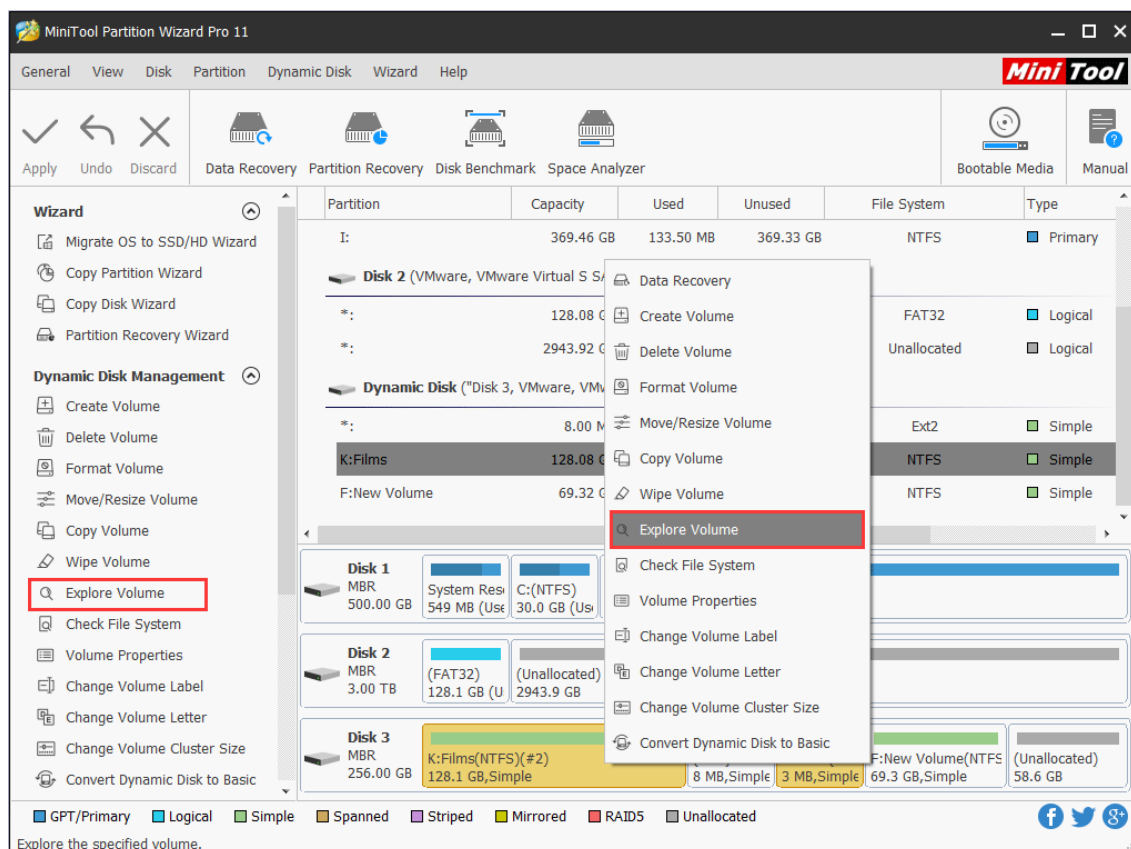 MiniTool Partition Wizard Pro 11
General View Disk Partition Dynamic Disk Wizard Help
Mini Tool
Apply Undo Discard Data Recovery Partition Recovery Disk Benchmark Space Analyzer Bootable Media Manual
Wizard
Migrate OS to SSD/HD Wizard
Copy Partition Wizard
Copy Disk Wizard
Partition Recovery Wizard
Dynamic Disk Management
Create Volume
Delete Volume
Format Volume
Move/Resize Volume
Copy Volume
Wipe Volume
Explore Volume
Check File System
Volume Properties
Change Volume Label
Change Volume Letter
Change Volume Cluster Size
Convert Dynamic Disk to Basic
Partition Capacity Used Unused File System Type
I: 369.46 GB 133.50 MB 369.33 GB NTFS Primary
Disk 2 (VMware, VMware Virtual S
*: 128.08 FAT32 Logical
*: 2943.92 Unallocated Logical
Dynamic Disk ("Disk 3, VMware,
*: 8.00 Ext2 Simple
K:Films 128.08 NTFS Simple
F:New Volume 69.32 NTFS Simple
Data Recovery
Create Volume
Delete Volume
Format Volume
Move/Resize Volume
Copy Volume
Wipe Volume
Explore Volume
Check File System
Volume Properties
Change Volume Label
Change Volume Letter
Change Volume Cluster Size
Convert Dynamic Disk to Basic
Disk 1
MBR
500.00 GB
System Res
549 MB (Use
C:(NTFS)
30.0 GB (Us
Disk 2
MBR
3.00 TB
(FAT32)
128.1 GB (U
(Unallocated)
2943.9 GB
Disk 3
MBR
256.00 GB
K:Films(NTFS)(#2)
128.1 GB,Simple
8 MB,Simple
3 MB,Simple
F:New Volume(NTFS
69.3 GB,Simple
(Unallocated)
58.6 GB
GPT/Primary Logical Simple Spanned Striped Mirrored RAID5 Unallocated
f g+
Explore the specified volume.